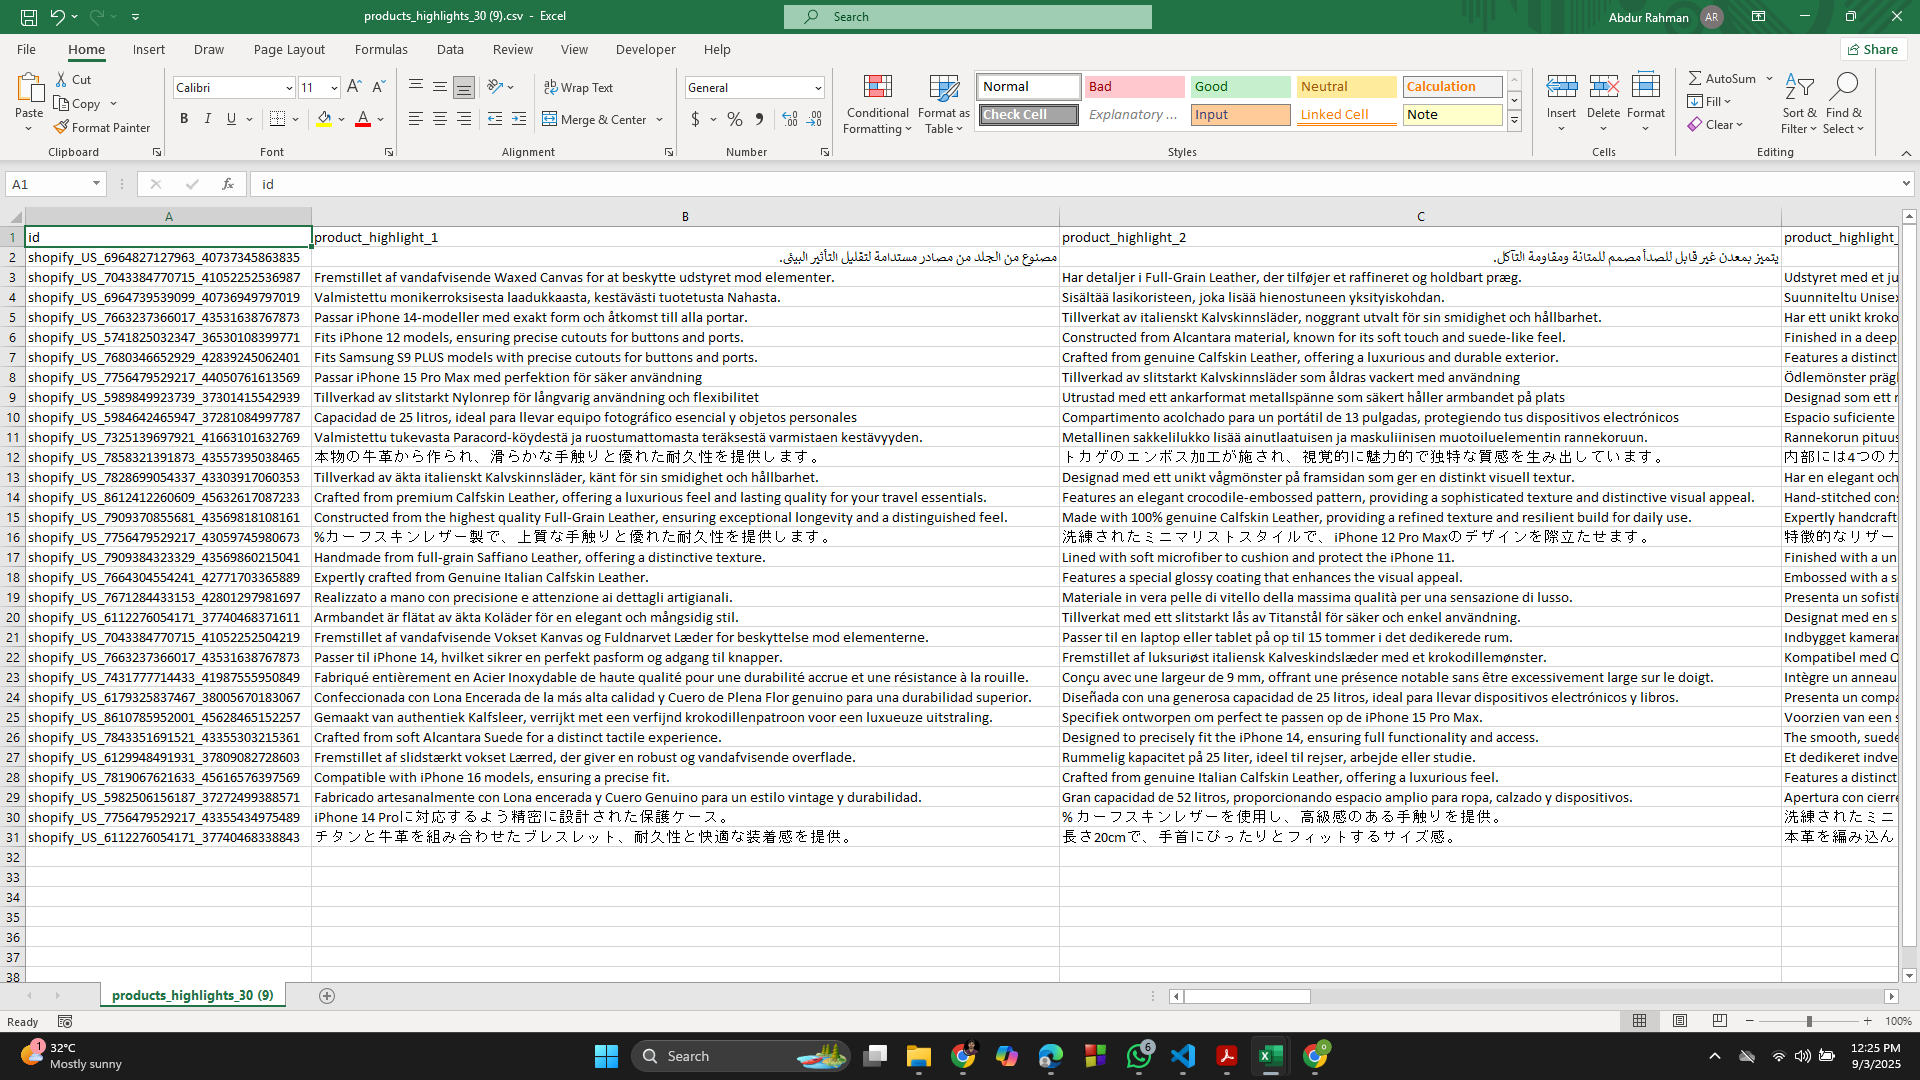 products_highlights_30 (9).csv - Excel
Search
Abdur Rahman
AR
File Home Insert Draw Page Layout Formulas Data Review View Developer Help
Share
Paste
Cut
Copy
Format Painter
Clipboard
Calibri 11
B I U
Font
Wrap Text
Merge & Center
Alignment
General
$ % 9
Number
Conditional Formatting
Format as Table
Normal Bad Good Neutral Calculation
Check Cell Explanatory ... Input Linked Cell Note
Styles
Insert Delete Format
Cells
AutoSum
Fill
Clear
Sort & Filter
Find & Select
Editing
A1 fx id
A B C
1 id product_highlight_1 product_highlight_2 product_highlight_
2 shopify_US_6964827127963_40737345863835 مصنوع من الجلد من مصادر مستدامة لتقليل التأثير البيئي. يتميز بمعدن غير قابل للصدأ مصمم للمتانة ومقاومة التآكل.
3 shopify_US_7043384770715_41052252536987 Fremstillet af vandafvisende Waxed Canvas for at beskytte udstyret mod elementer. Har detaljer i Full-Grain Leather, der tilføjer et raffineret og holdbart præg. Udstyret med et ju
4 shopify_US_6964739539099_40736949797019 Valmistettu monikerroksisesta laadukkaasta, kestävästi tuotetusta Nahasta. Sisältää lasikoristeen, joka lisää hienostuneen yksityiskohdan. Suunniteltu Unisex
5 shopify_US_7663237366017_43531638767873 Passar iPhone 14-modeller med exakt form och åtkomst till alla portar. Tillverkat av italienskt Kalvskinnsläder, noggrant utvalt för sin smidighet och hållbarhet. Har ett unikt kroko
6 shopify_US_5741825032347_36530108399771 Fits iPhone 12 models, ensuring precise cutouts for buttons and ports. Constructed from Alcantara material, known for its soft touch and suede-like feel. Finished in a deep,
7 shopify_US_7680346652929_42839245062401 Fits Samsung S9 PLUS models with precise cutouts for buttons and ports. Crafted from genuine Calfskin Leather, offering a luxurious and durable exterior. Features a distinct
8 shopify_US_7756479529217_44050761613569 Passar iPhone 15 Pro Max med perfektion för säker användning Tillverkad av slitstarkt Kalvskinnsläder som åldras vackert med användning Ödlemönster prägl
9 shopify_US_5989849923739_37301415542939 Tillverkad av slitstarkt Nylonrep för långvarig användning och flexibilitet Utrustad med ett ankarformat metallspänne som säkert håller armbandet på plats Designad som ett r
10 shopify_US_5984642465947_37281084997787 Capacidad de 25 litros, ideal para llevar equipo fotográfico esencial y objetos personales Compartimento acolchado para un portátil de 13 pulgadas, protegiendo tus dispositivos electrónicos Espacio suficiente
11 shopify_US_7325139697921_41663101632769 Valmistettu tukevasta Paracord-köydestä ja ruostumattomasta teräksestä varmistaen kestävyyden. Metallinen sakkelilukko lisää ainutlaatuisen ja maskuliinisen muotoiluelementin rannekoruun. Rannekorun pituus
12 shopify_US_7858321391873_43557395038465 本物の牛革から作られ、滑らかな手触りと優れた耐久性を提供します。 トカゲのエンボス加工が施され、視覚的に魅力的で独特な質感を生み出しています。 内部には4つのカ
13 shopify_US_7828699054337_43303917060353 Tillverkad av äkta italienskt Kalvskinnsläder, känt för sin smidighet och hållbarhet. Designad med ett unikt vågmönster på framsidan som ger en distinkt visuell textur. Har en elegant och
14 shopify_US_8612412260609_45632617087233 Crafted from premium Calfskin Leather, offering a luxurious feel and lasting quality for your travel essentials. Features an elegant crocodile-embossed pattern, providing a sophisticated texture and distinctive visual appeal. Hand-stitched cons
15 shopify_US_7909370855681_43569818108161 Constructed from the highest quality Full-Grain Leather, ensuring exceptional longevity and a distinguished feel. Made with 100% genuine Calfskin Leather, providing a refined texture and resilient build for daily use. Expertly handcraft
16 shopify_US_7756479529217_43059745980673 %カーフスキンレザー製で、上質な手触りと優れた耐久性を提供します。 洗練されたミニマリストスタイルで、iPhone 12 Pro Maxのデザインを際立たせます。 特徴的なリザー
17 shopify_US_7909384323329_43569860215041 Handmade from full-grain Saffiano Leather, offering a distinctive texture. Lined with soft microfiber to cushion and protect the iPhone 11. Finished with a un
18 shopify_US_7664304554241_42771703365889 Expertly crafted from Genuine Italian Calfskin Leather. Features a special glossy coating that enhances the visual appeal. Embossed with a s
19 shopify_US_7671284433153_42801297981697 Realizzato a mano con precisione e attenzione ai dettagli artigianali. Materiale in vera pelle di vitello della massima qualità per una sensazione di lusso. Presenta un sofisti
20 shopify_US_6112276054171_37740468371611 Armbandet är flätat av äkta Koläder för en elegant och mångsidig stil. Tillverkat med ett slitstarkt lås av Titanstål för säker och enkel användning. Designat med en s
21 shopify_US_7043384770715_41052252504219 Fremstillet af vandafvisende Vokset Kanvas og Fuldnarvet Læder for beskyttelse mod elementerne. Passer til en laptop eller tablet på op til 15 tommer i det dedikerede rum. Indbygget kameran
22 shopify_US_7663237366017_43531638767873 Passer til iPhone 14, hvilket sikrer en perfekt pasform og adgang til knapper. Fremstillet af luksuriøst italiensk Kalveskindslæder med et krokodillemønster. Kompatibel med Q
23 shopify_US_7431777714433_41987555950849 Fabriqué entièrement en Acier Inoxydable de haute qualité pour une durabilité accrue et une résistance à la rouille. Conçu avec une largeur de 9 mm, offrant une présence notable sans être excessivement large sur le doigt. Intègre un anneau
24 shopify_US_6179325837467_38005670183067 Confeccionada con Lona Encerada de la más alta calidad y Cuero de Plena Flor genuino para una durabilidad superior. Diseñada con una generosa capacidad de 25 litros, ideal para llevar dispositivos electrónicos y libros. Presenta un compa
25 shopify_US_8610785952001_45628465152257 Gemaakt van authentiek Kalfsleer, verrijkt met een verfijnd krokodillenpatroon voor een luxueuze uitstraling. Specifiek ontworpen om perfect te passen op de iPhone 15 Pro Max. Voorzien van een s
26 shopify_US_7843351691521_43355303215361 Crafted from soft Alcantara Suede for a distinct tactile experience. Designed to precisely fit the iPhone 14, ensuring full functionality and access. The smooth, suede
27 shopify_US_6129948491931_37809082728603 Fremstillet af slidstærkt vokset Lærred, der giver en robust og vandafvisende overflade. Rummelig kapacitet på 25 liter, ideel til rejser, arbejde eller studie. Et dedikeret indve
28 shopify_US_7819067621633_45616576397569 Compatible with iPhone 16 models, ensuring a precise fit. Crafted from genuine Italian Calfskin Leather, offering a luxurious feel. Features a distinct
29 shopify_US_5982506156187_37272499388571 Fabricado artesanalmente con Lona encerada y Cuero Genuino para un estilo vintage y durabilidad. Gran capacidad de 52 litros, proporcionando espacio amplio para ropa, calzado y dispositivos. Apertura con cierre
30 shopify_US_7756479529217_43355434975489 iPhone 14 Proに対応するよう精密に設計された保護ケース。 % カーフスキンレザーを使用し、高級感のある手触りを提供。 洗練されたミニ
31 shopify_US_6112276054171_37740468338843 チタンと牛革を組み合わせたブレスレット、耐久性と快適な装着感を提供。 長さ20cmで、手首にぴったりとフィットするサイズ感。 本革を編み込ん
32
33
34
35
36
37
38
products_highlights_30 (9)
Ready
100%
1
32°C
Mostly sunny
Search
6
12:25 PM
9/3/2025